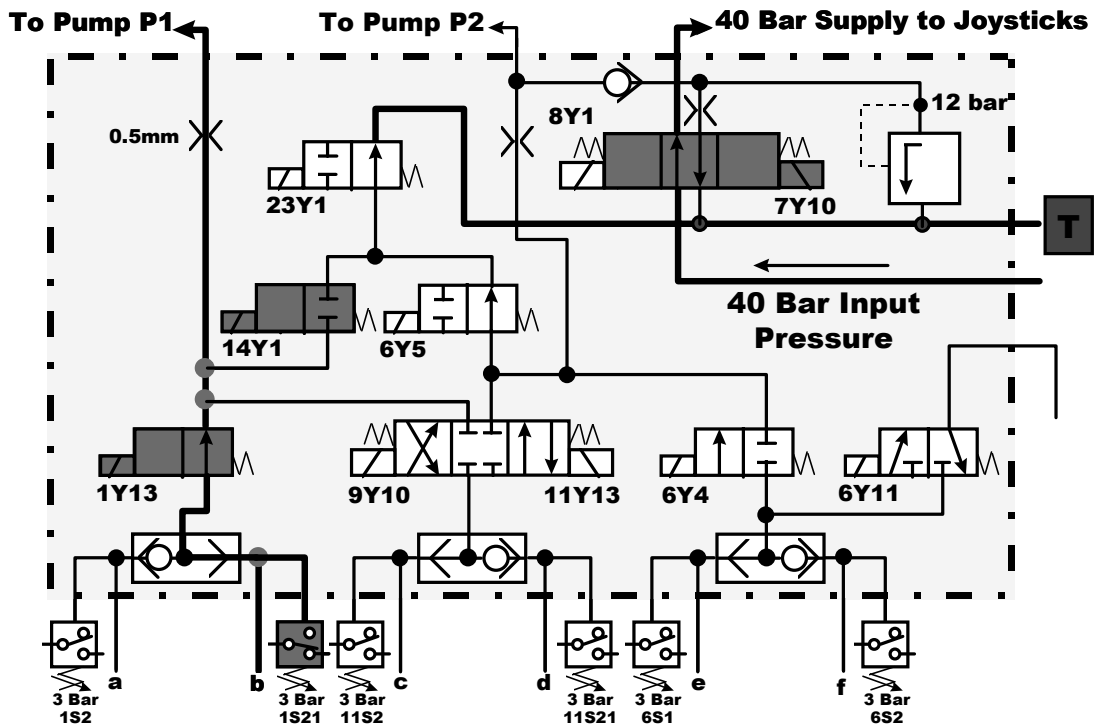 To Pump P1
To Pump P2
40 Bar Supply to Joysticks
0.5mm
8Y1
12 bar
23Y1
7Y10
T
14Y1
6Y5
40 Bar Input
Pressure
1Y13
9Y10
11Y13
6Y4
6Y11
a
b
c
d
e
f
3 Bar
1S2
3 Bar
1S21
3 Bar
11S2
3 Bar
11S21
3 Bar
6S1
3 Bar
6S2